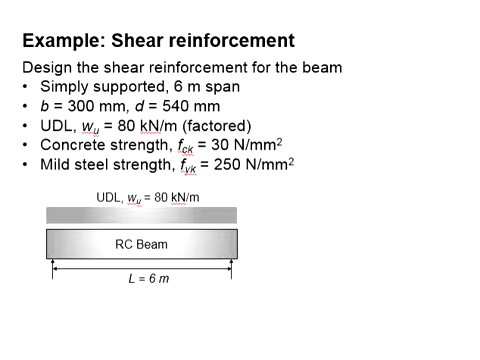 Example: Shear reinforcement
Design the shear reinforcement for the beam
• Simply supported, 6 m span
• b = 300 mm, d = 540 mm
• UDL, wu = 80 kN/m (factored)
• Concrete strength, fck = 30 N/mm2
• Mild steel strength, fyk = 250 N/mm2
UDL, wu = 80 kN/m
RC Beam
L = 6 m